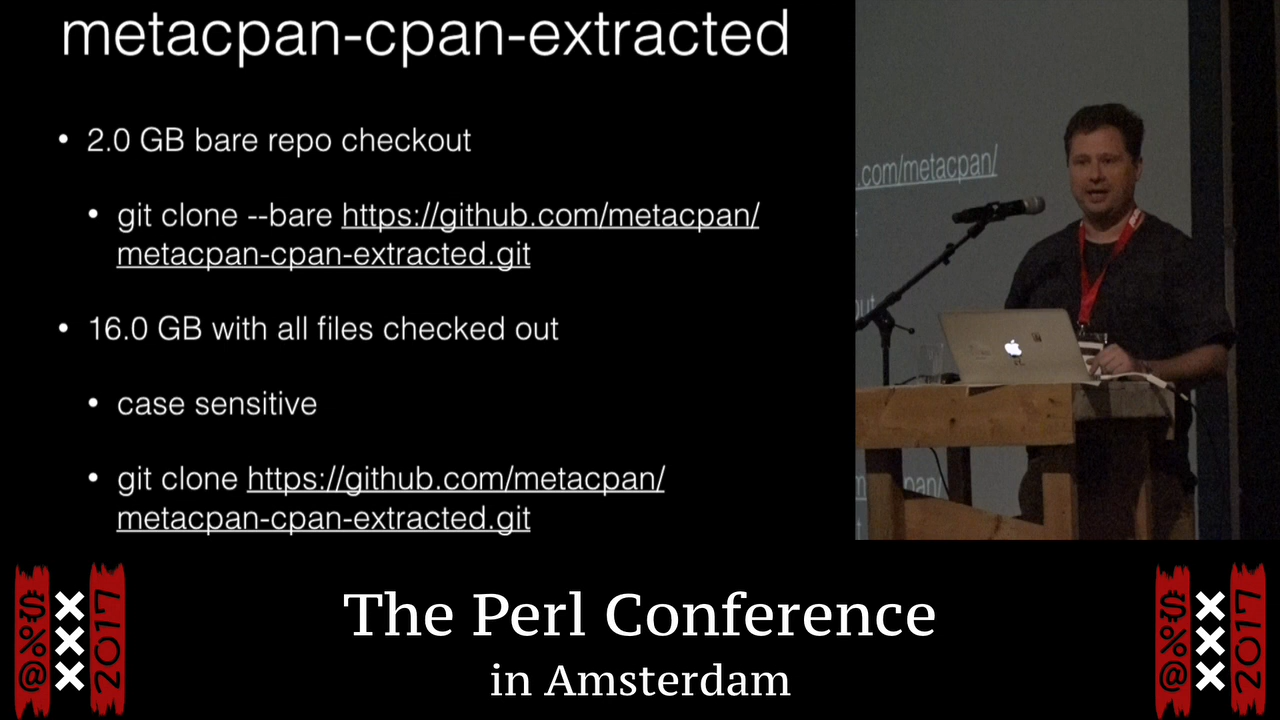 metacpan-cpan-extracted
• 2.0 GB bare repo checkout
• git clone --bare https://github.com/metacpan/
metacpan-cpan-extracted.git
• 16.0 GB with all files checked out
• case sensitive
• git clone https://github.com/metacpan/
metacpan-cpan-extracted.git
.com/metacpan/
The Perl Conference
in Amsterdam
$%@
XXX
2017
$%@
XXX
2017